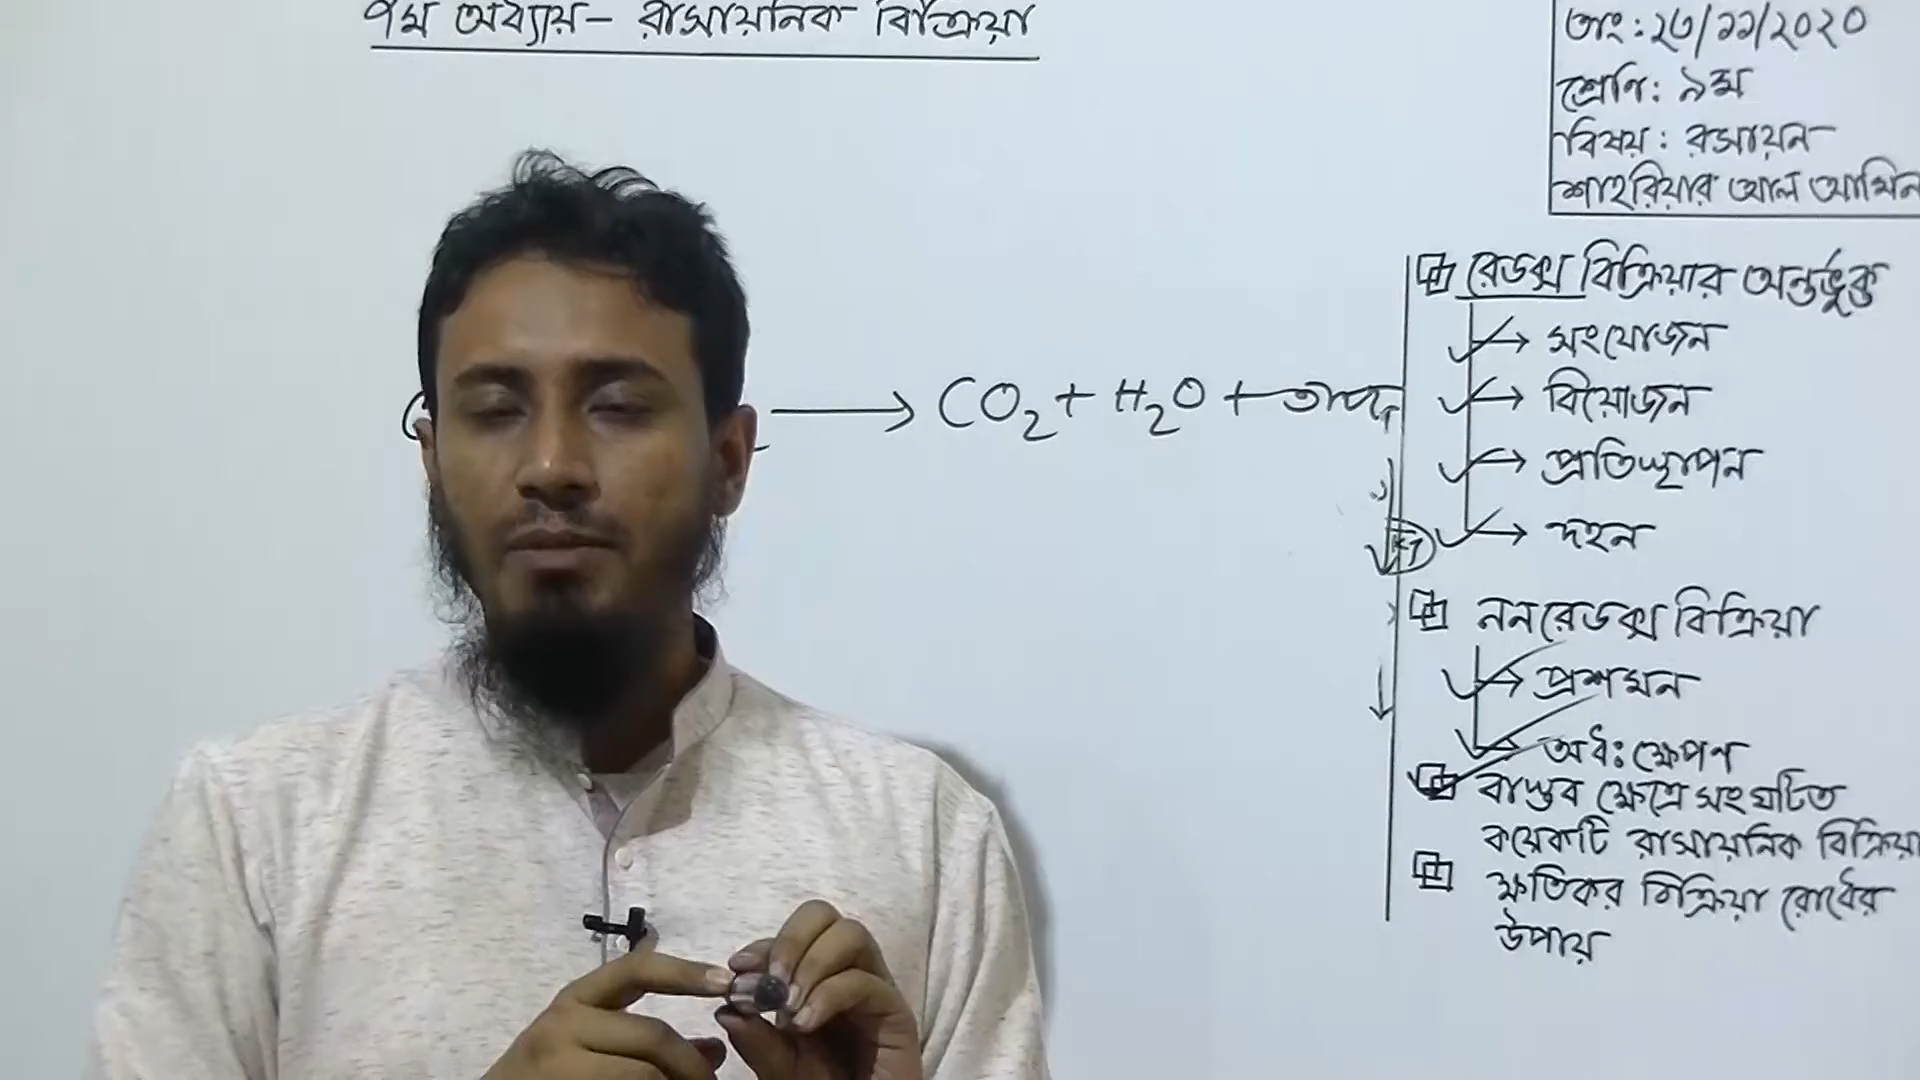 ৭ম অধ্যায় - রাসায়নিক বিক্রিয়া
তাং : ২৩/১১/২০২০
শ্রেণি : ৯ম
বিষয় : রসায়ন
শাহরিয়ার আল আমিন
→ CO₂ + H₂O + তাপ
রেডক্স বিক্রিয়ার অন্তর্ভুক্ত
→ সংযোজন
→ বিয়োজন
→ প্রতিস্থাপন
→ দহন
ননরেডক্স বিক্রিয়া
→ প্রশমন
→ অধঃক্ষেপণ
বাস্তব ক্ষেত্রে সংঘটিত
কয়েকটি রাসায়নিক বিক্রিয়া
ক্ষতিকর বিক্রিয়া রোধের
উপায়